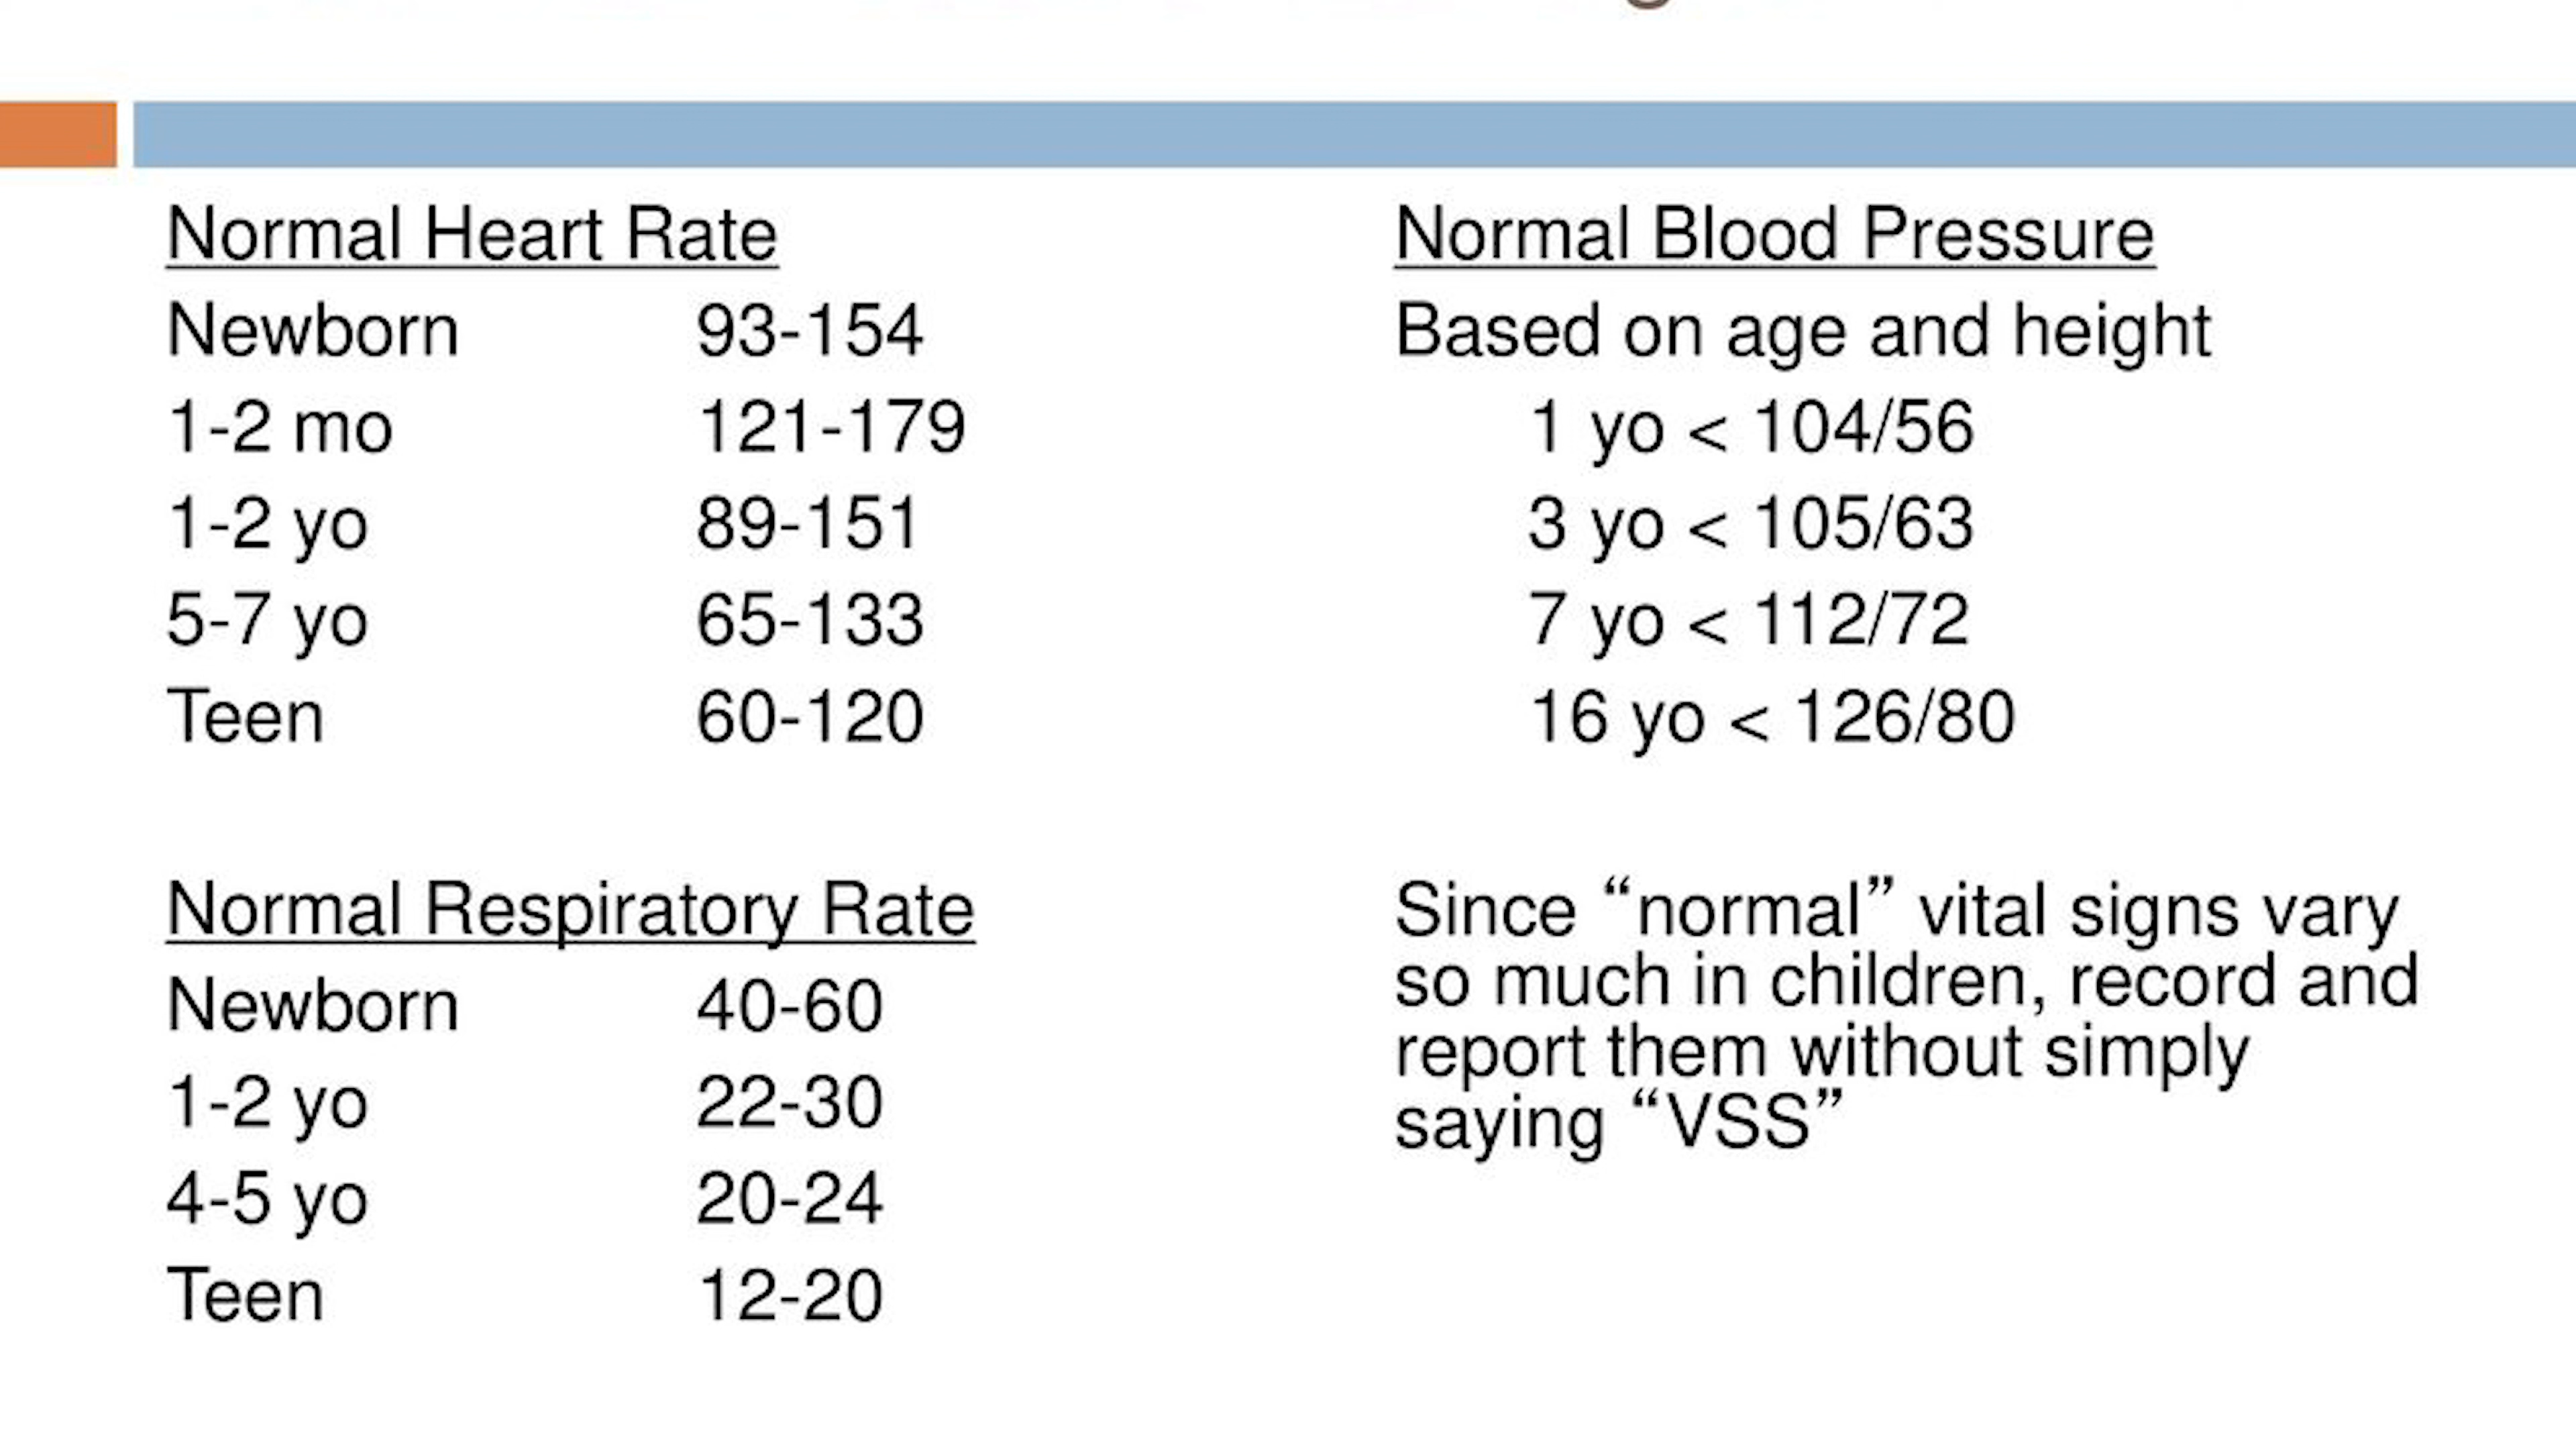 Normal Heart Rate
Newborn 93-154
1-2 mo 121-179
1-2 yo 89-151
5-7 yo 65-133
Teen 60-120
Normal Respiratory Rate
Newborn 40-60
1-2 yo 22-30
4-5 yo 20-24
Teen 12-20
Normal Blood Pressure
Based on age and height
1 yo < 104/56
3 yo < 105/63
7 yo < 112/72
16 yo < 126/80
Since “normal” vital signs vary
so much in children, record and
report them without simply
saying “VSS”